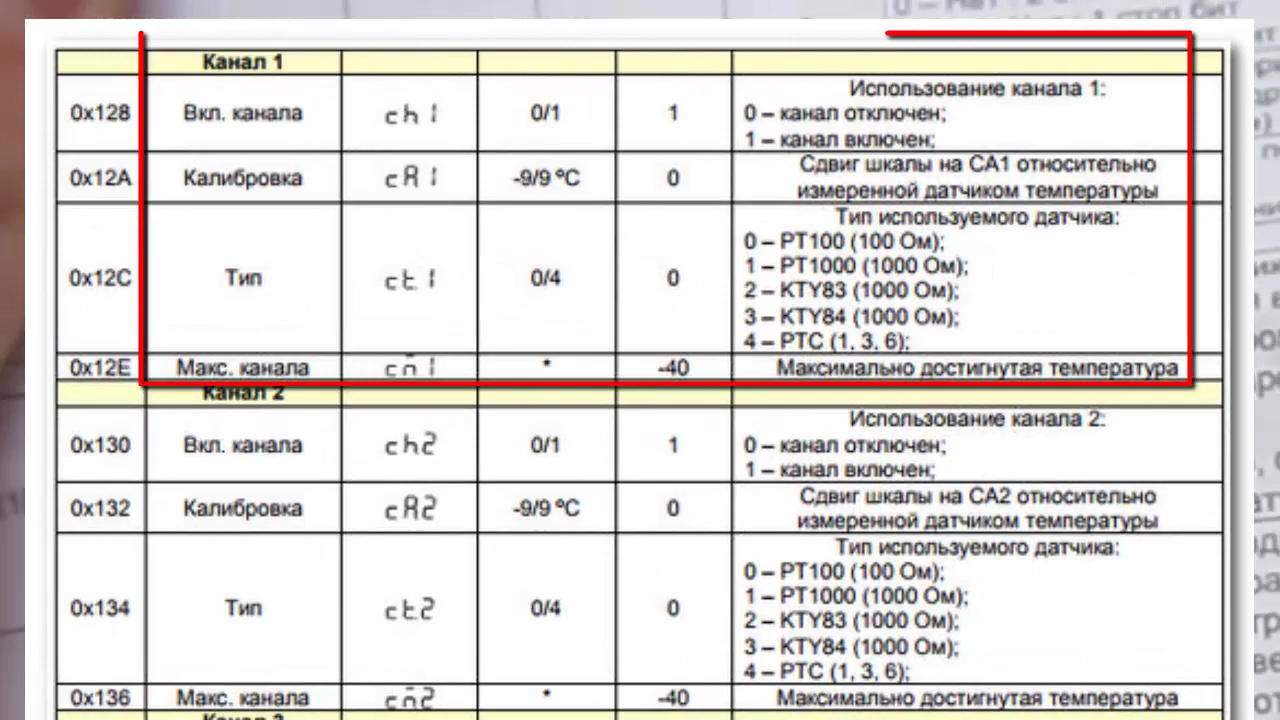 Канал 1
0x128 Вкл. канала ch1 0/1 1 Использование канала 1:
0 – канал отключен;
1 – канал включен;
0x12A Калибровка cA1 -9/9 ºC 0 Сдвиг шкалы на CA1 относительно
измеренной датчиком температуры
0x12C Тип ct.1 0/4 0 Тип используемого датчика:
0 – PT100 (100 Ом);
1 – PT1000 (1000 Ом);
2 – KTY83 (1000 Ом);
3 – KTY84 (1000 Ом);
4 – PTC (1, 3, 6);
0x12E Макс. канала 1 * -40 Максимально достигнутая температура
Канал 2
0x130 Вкл. канала ch2 0/1 1 Использование канала 2:
0 – канал отключен;
1 – канал включен;
0x132 Калибровка cA2 -9/9 ºC 0 Сдвиг шкалы на CA2 относительно
измеренной датчиком температуры
0x134 Тип ct.2 0/4 0 Тип используемого датчика:
0 – PT100 (100 Ом);
1 – PT1000 (1000 Ом);
2 – KTY83 (1000 Ом);
3 – KTY84 (1000 Ом);
4 – PTC (1, 3, 6);
0x136 Макс. канала 2 * -40 Максимально достигнутая температура